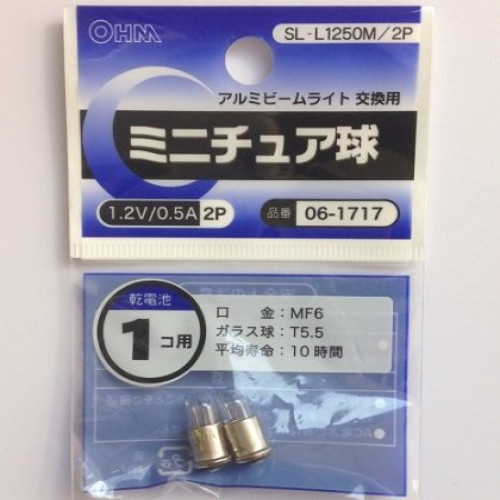 OHM
SL-L1250M/2P
アルミビームライト 交換用
ミニチュア球
1.2V/0.5A 2P
品番 06-1717
乾電池
1コ用
口金：MF6
ガラス球：T5.5
平均寿命：10時間